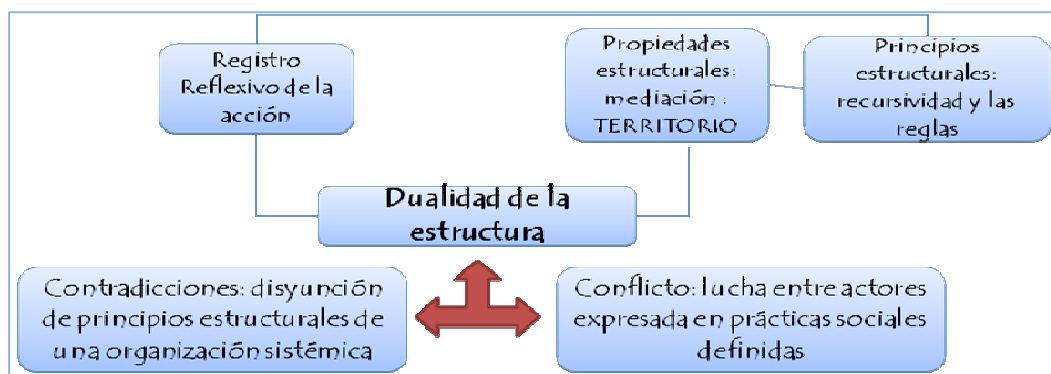 Registro
Reflexivo de la
acción
Propiedades
estructurales:
mediación :
TERRITORIO
Principios
estructurales:
recursividad y las
reglas
Dualidad de la
estructura
Contradicciones: disyunción
de principios estructurales de
una organización sistémica
Conflicto: lucha entre actores
expresada en prácticas sociales
definidas